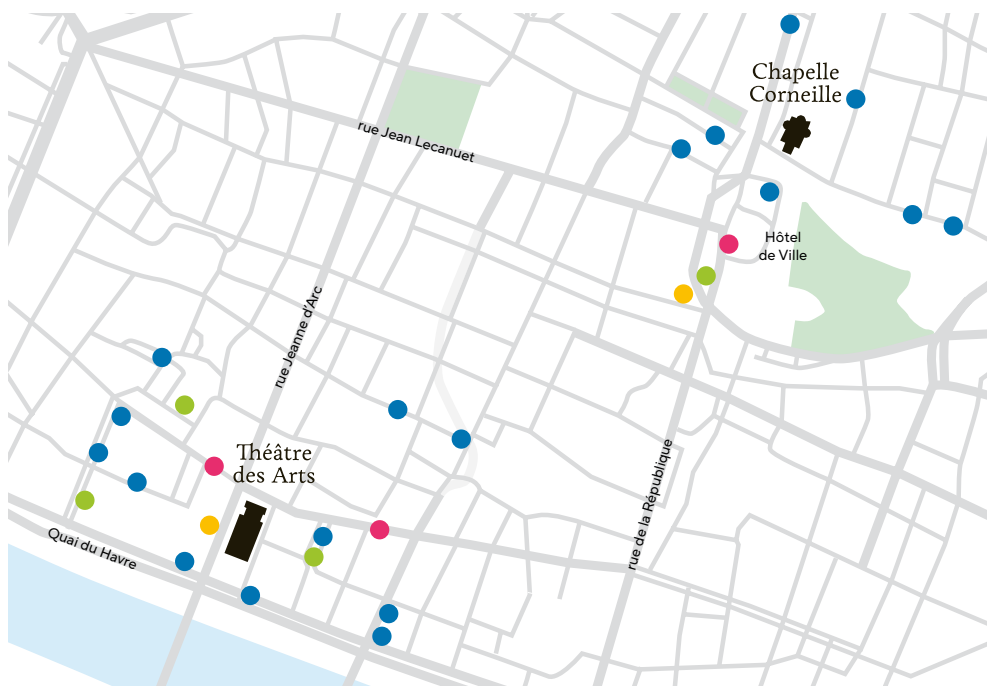 Chapelle
Corneille
rue Jean Lecanuet
Hôtel
de Ville
rue Jeanne d'Arc
Théâtre
des Arts
rue de la République
Quai du Havre